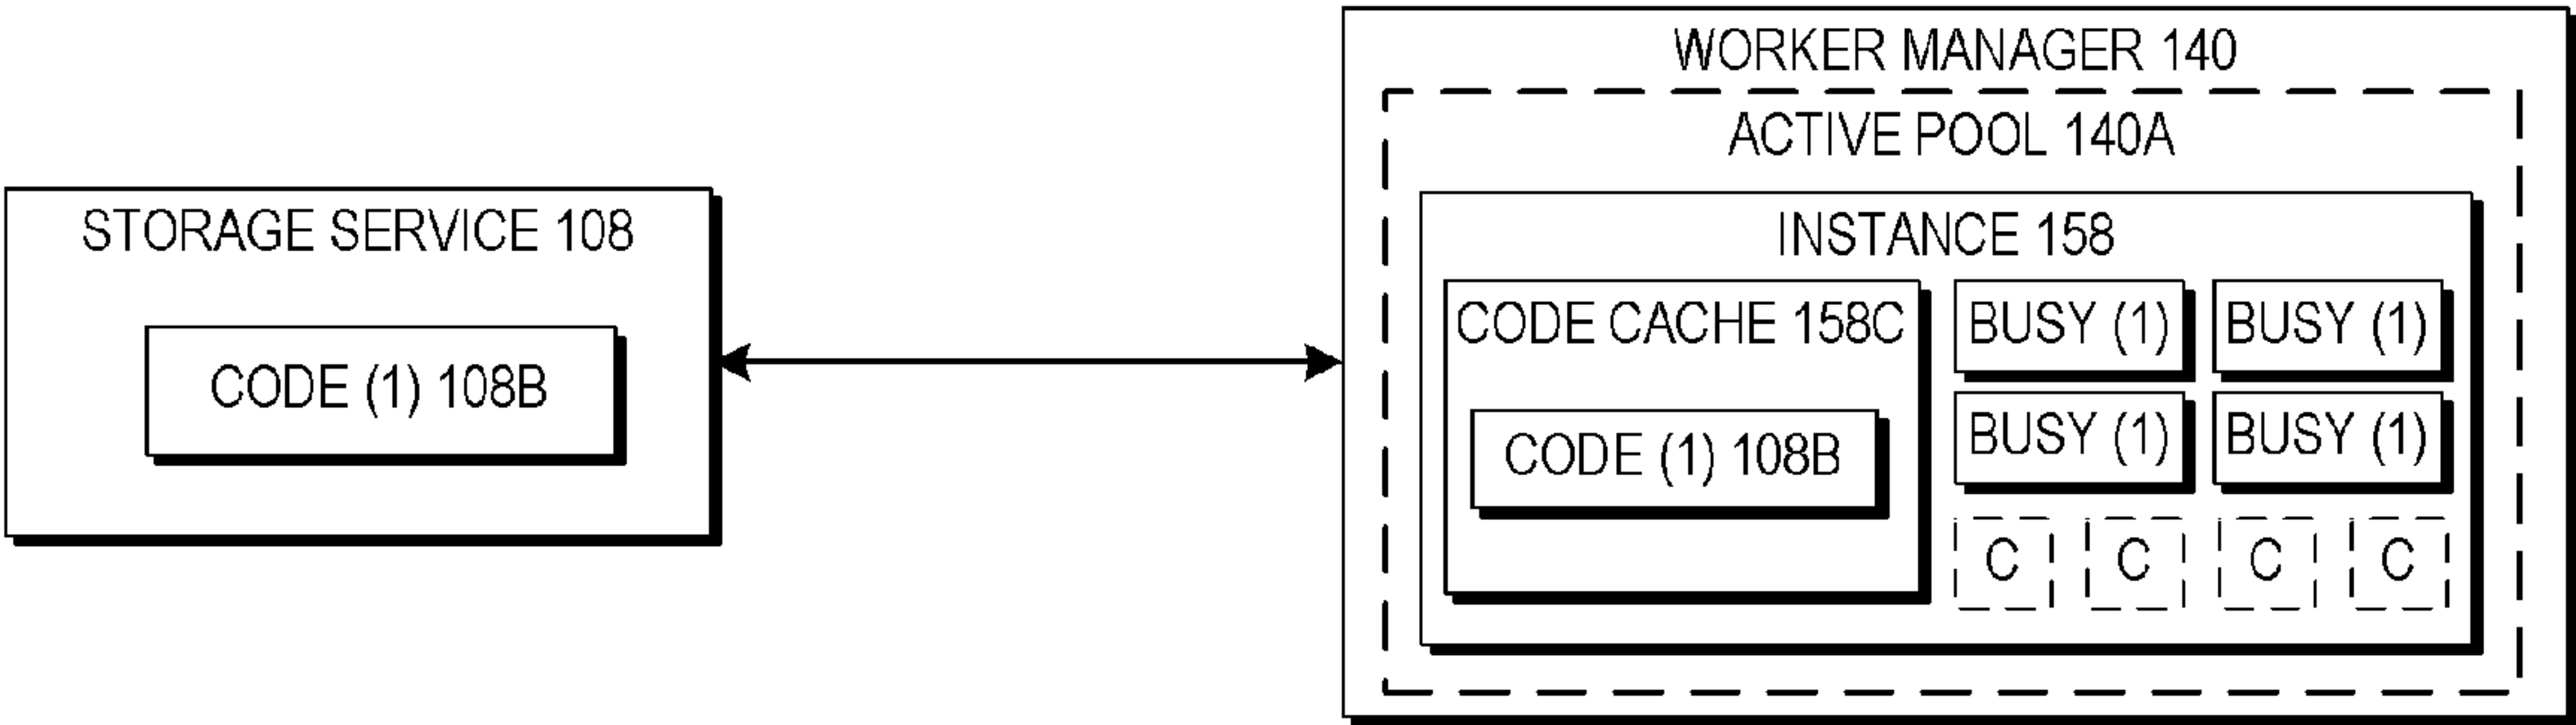 STORAGE SERVICE 108
CODE (1) 108B
WORKER MANAGER 140
ACTIVE POOL 140A
INSTANCE 158
CODE CACHE 158C
CODE (1) 108B
BUSY (1) BUSY (1)
BUSY (1) BUSY (1)
C C C C